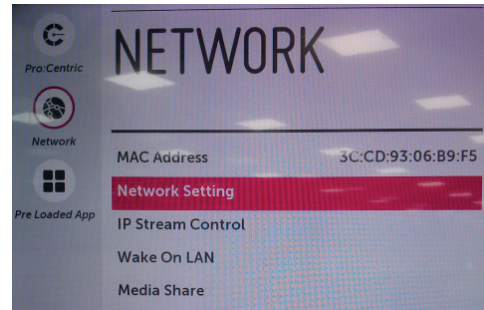 NETWORK
Pro:Centric
Network
Pre Loaded App
MAC Address 3C:CD:93:06:B9:F5
Network Setting
IP Stream Control
Wake On LAN
Media Share